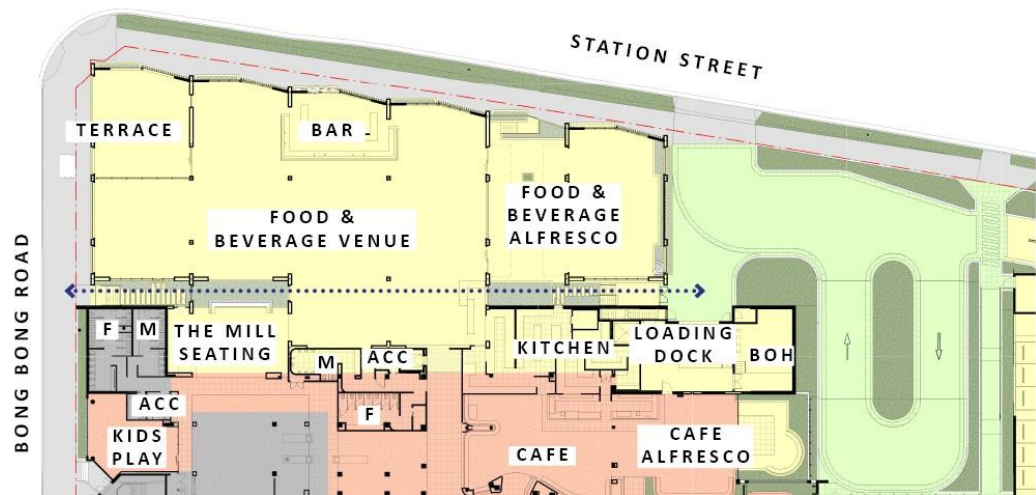 STATION STREET
TERRACE
BAR
FOOD &
BEVERAGE VENUE
FOOD &
BEVERAGE
ALFRESCO
BONG BONG ROAD
F
M
THE MILL
SEATING
M
ACC
KITCHEN
LOADING
DOCK
BOH
ACC
F
KIDS
PLAY
CAFE
CAFE
ALFRESCO